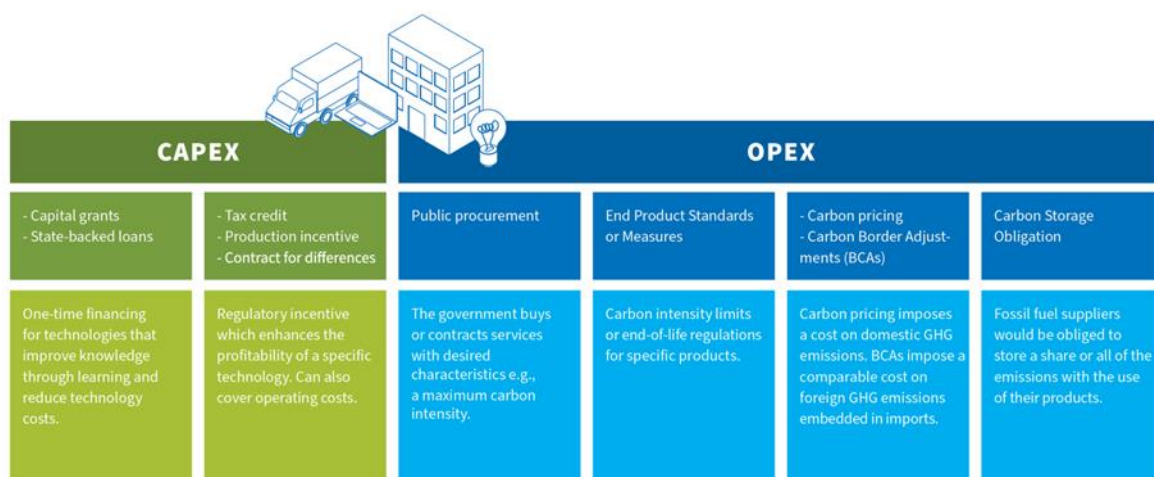 CAPEX
OPEX
- Capital grants
- State-backed loans
- Tax credit
- Production incentive
- Contract for differences
Public procurement
End Product Standards
or Measures
- Carbon pricing
- Carbon Border Adjust-
ments (BCAs)
Carbon Storage
Obligation
One-time financing
for technologies that
improve knowledge
through learning and
reduce technology
costs.
Regulatory incentive
which enhances the
profitability of a specific
technology. Can also
cover operating costs.
The government buys
or contracts services
with desired
characteristics e.g.,
a maximum carbon
intensity.
Carbon intensity limits
or end-of-life regulations
for specific products.
Carbon pricing imposes
a cost on domestic GHG
emissions. BCAs impose a
comparable cost on
foreign GHG emissions
embedded in imports.
Fossil fuel suppliers
would be obliged to
store a share or all of the
emissions with the use
of their products.